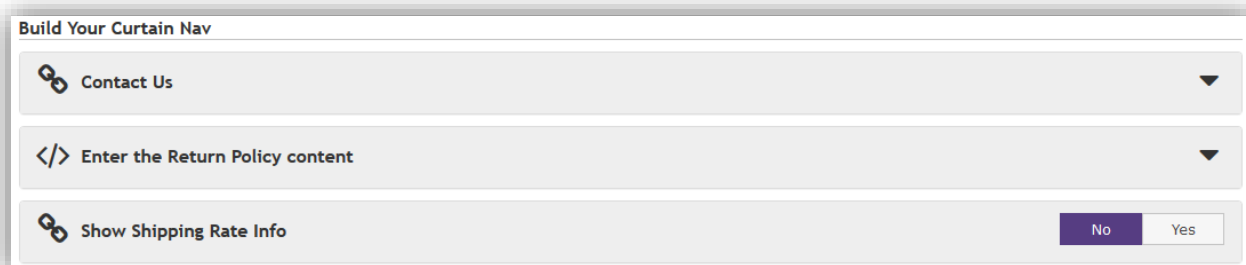 Build Your Curtain Nav
Contact Us
</> Enter the Return Policy content
Show Shipping Rate Info No Yes